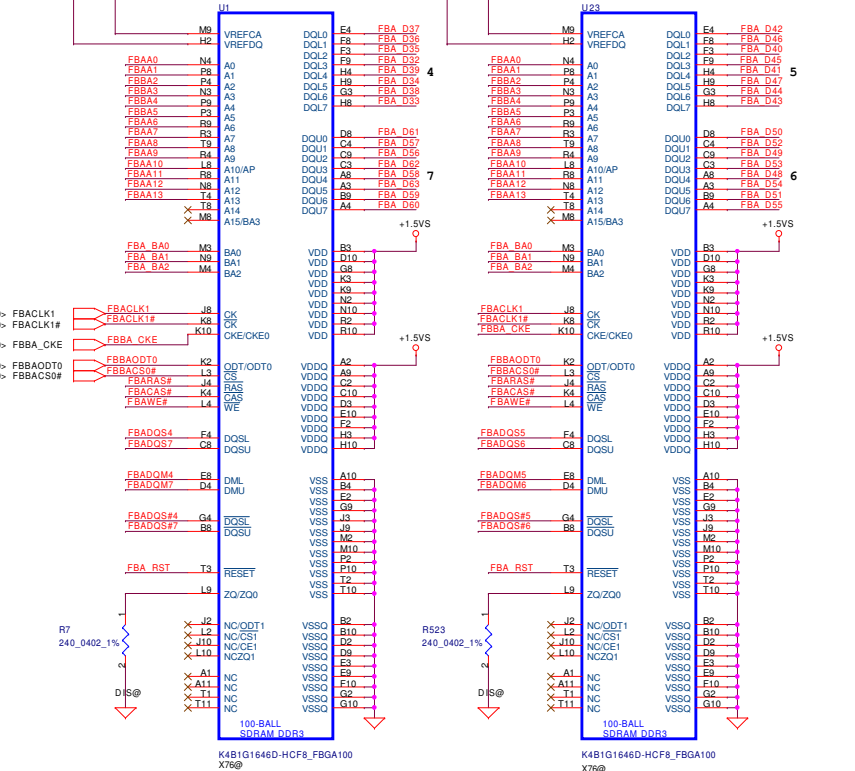 U1
M9 VREFCA
H2 VREFDQ
FBAA0 N4 A0
FBAA1 P8 A1
FBBA2 P4 A2
FBBA3 N3 A3
FBBA4 P9 A4
FBBA5 P3 A5
FBAA6 R9 A6
FBAA7 R3 A7
FBAA8 T9 A8
FBAA9 R4 A9
FBAA10 L8 A10/AP
FBAA11 R8 A11
FBAA12 N8 A12
FBAA13 T4 A13
T8 A14
M8 A15/BA3
FBA_BA0 M3 BA0
FBA_BA1 N9 BA1
FBA_BA2 M4 BA2
FBACLK1 FBACLK1 J8 CK
FBACLK1# FBACLK1# K8 CK
FBBA_CKE FBBA_CKE K10 CKE/CKE0
FBBAODT0 FBBAODT0 K2 ODT/ODT0
FBBACS0# FBBACS0# L3 CS
FBARAS# J4 RAS
FBACAS# K4 CAS
FBAWE# L4 WE
FBADQS4 F4 DQSL
FBADQS7 C8 DQSU
FBADQM4 E8 DML
FBADQM7 D4 DMU
FBADQS#4 G4 DQSL
FBADQS#7 B8 DQSU
FBA_RST T3 RESET
L9 ZQ/ZQ0
1
R7
240_0402_1%
2
DIS@
J2 NC/ODT1
L2 NC/CS1
J10 NC/CE1
L10 NCZQ1
A1 NC
A11 NC
T1 NC
T11 NC
DQL0 E4 FBA_D37
DQL1 F8 FBA_D36
DQL2 F3 FBA_D35
DQL3 F9 FBA_D32
DQL4 H4 FBA_D39 4
DQL5 H9 FBA_D34
DQL6 G3 FBA_D38
DQL7 H8 FBA_D33
DQU0 D8 FBA_D61
DQU1 C4 FBA_D57
DQU2 C9 FBA_D56
DQU3 C3 FBA_D62
DQU4 A8 FBA_D58 7
DQU5 A3 FBA_D63
DQU6 B9 FBA_D59
DQU7 A4 FBA_D60
+1.5VS
VDD B3
VDD D10
VDD G8
VDD K3
VDD K9
VDD N2
VDD N10
VDD R2
VDD R10
+1.5VS
VDDQ A2
VDDQ A9
VDDQ C2
VDDQ C10
VDDQ D3
VDDQ E10
VDDQ F2
VDDQ H3
VDDQ H10
VSS A10
VSS B4
VSS E2
VSS G9
VSS J3
VSS J9
VSS M2
VSS M10
VSS P2
VSS P10
VSS T2
VSS T10
VSSQ B2
VSSQ B10
VSSQ D2
VSSQ D9
VSSQ E3
VSSQ E9
VSSQ F10
VSSQ G2
VSSQ G10
100-BALL
SDRAM DDR3
K4B1G1646D-HCF8_FBGA100
X76@
U23
M9 VREFCA
H2 VREFDQ
FBAA0 N4 A0
FBAA1 P8 A1
FBBA2 P4 A2
FBBA3 N3 A3
FBBA4 P9 A4
FBBA5 P3 A5
FBAA6 R9 A6
FBAA7 R3 A7
FBAA8 T9 A8
FBAA9 R4 A9
FBAA10 L8 A10/AP
FBAA11 R8 A11
FBAA12 N8 A12
FBAA13 T4 A13
T8 A14
M8 A15/BA3
FBA_BA0 M3 BA0
FBA_BA1 N9 BA1
FBA_BA2 M4 BA2
FBACLK1 J8 CK
FBACLK1# K8 CK
FBBA_CKE K10 CKE/CKE0
FBBAODT0 K2 ODT/ODT0
FBBACS0# L3 CS
FBARAS# J4 RAS
FBACAS# K4 CAS
FBAWE# L4 WE
FBADQS5 F4 DQSL
FBADQS6 C8 DQSU
FBADQM5 E8 DML
FBADQM6 D4 DMU
FBADQS#5 G4 DQSL
FBADQS#6 B8 DQSU
FBA_RST T3 RESET
L9 ZQ/ZQ0
1
R523
240_0402_1%
2
DIS@
J2 NC/ODT1
L2 NC/CS1
J10 NC/CE1
L10 NCZQ1
A1 NC
A11 NC
T1 NC
T11 NC
DQL0 E4 FBA_D42
DQL1 F8 FBA_D46
DQL2 F3 FBA_D40
DQL3 F9 FBA_D45
DQL4 H4 FBA_D41 5
DQL5 H9 FBA_D47
DQL6 G3 FBA_D44
DQL7 H8 FBA_D43
DQU0 D8 FBA_D50
DQU1 C4 FBA_D52
DQU2 C9 FBA_D49
DQU3 C3 FBA_D53
DQU4 A8 FBA_D48 6
DQU5 A3 FBA_D54
DQU6 B9 FBA_D51
DQU7 A4 FBA_D55
+1.5VS
VDD B3
VDD D10
VDD G8
VDD K3
VDD K9
VDD N2
VDD N10
VDD R2
VDD R10
+1.5VS
VDDQ A2
VDDQ A9
VDDQ C2
VDDQ C10
VDDQ D3
VDDQ E10
VDDQ F2
VDDQ H3
VDDQ H10
VSS A10
VSS B4
VSS E2
VSS G9
VSS J3
VSS J9
VSS M2
VSS M10
VSS P2
VSS P10
VSS T2
VSS T10
VSSQ B2
VSSQ B10
VSSQ D2
VSSQ D9
VSSQ E3
VSSQ E9
VSSQ F10
VSSQ G2
VSSQ G10
100-BALL
SDRAM DDR3
K4B1G1646D-HCF8_FBGA100
X76@